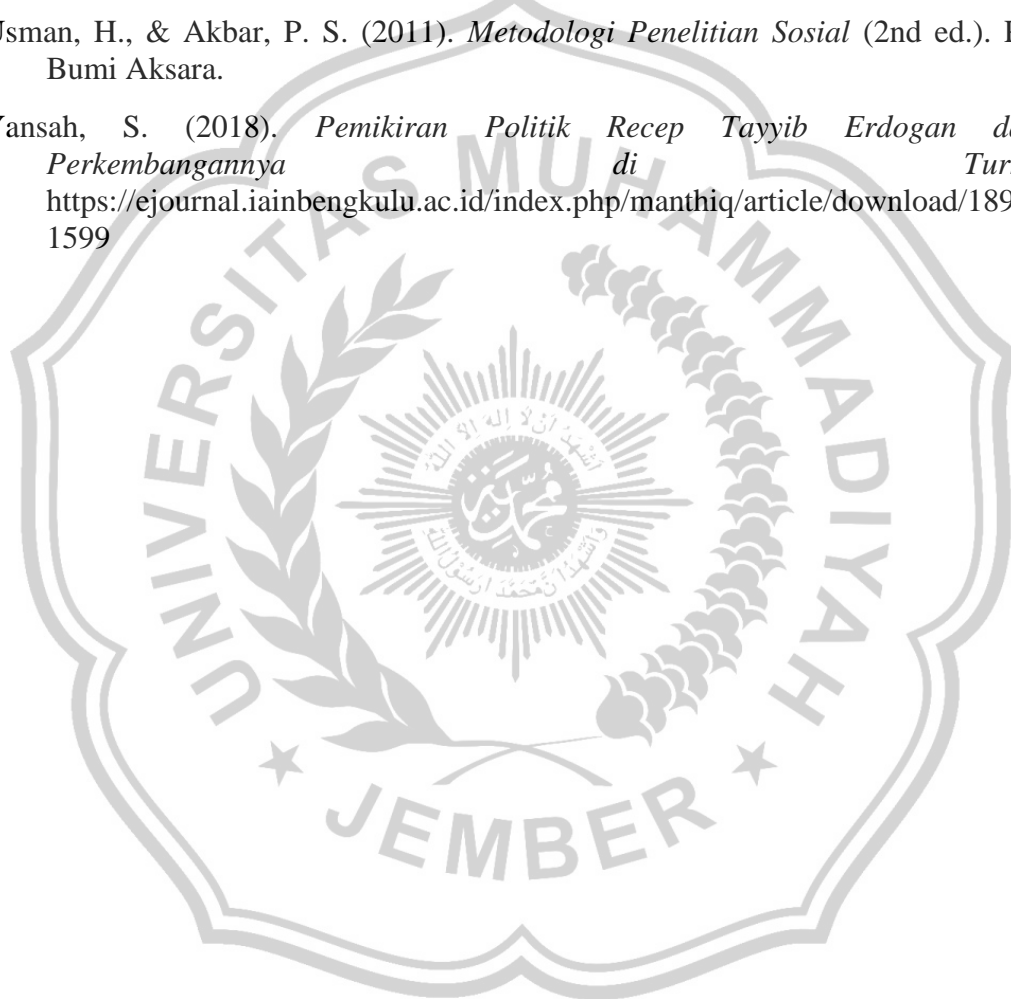 Usman, H., & Akbar, P. S. (2011). Metodologi Penelitian Sosial (2nd ed.).
Bumi Aksara.
Yansah, S. (2018). Pemikiran Politik Recep Tayyib Erdogan
Perkembangannya di
https://ejournal.iainbengkulu.ac.id/index.php/manthiq/article/download/189
1599
UNIVERSITAS MUHAMMADIYAH
JEMBER